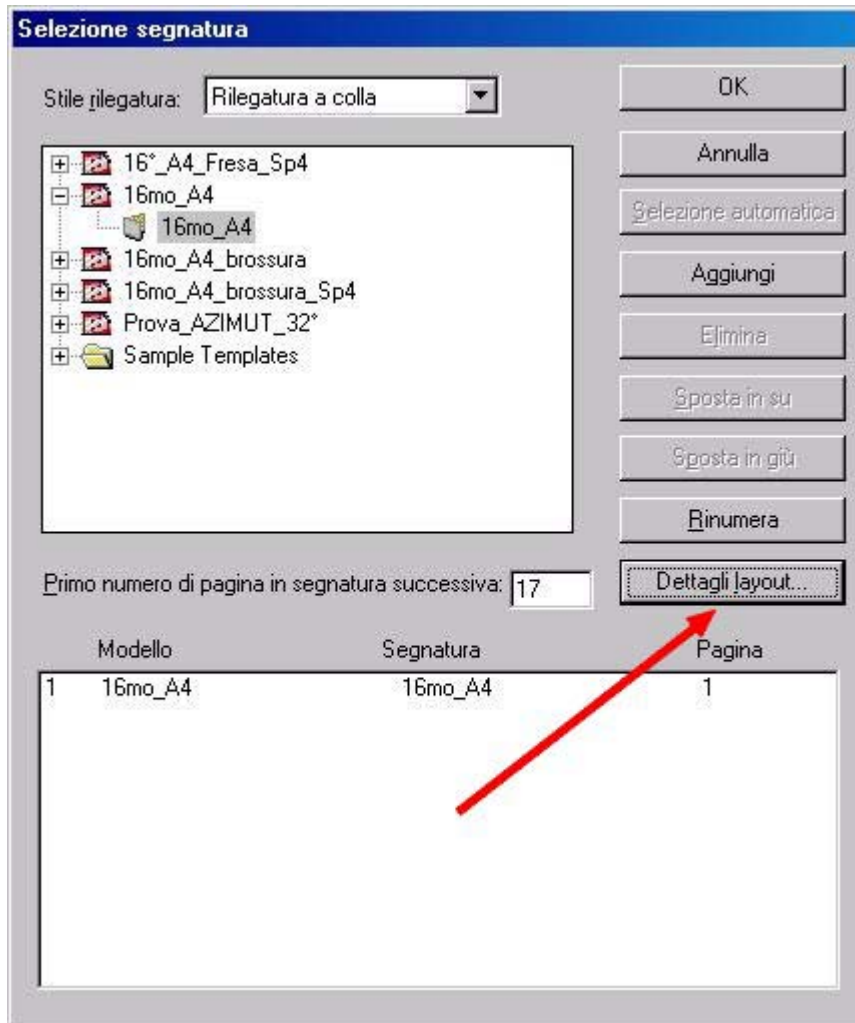 Selezione segnatura
Stile rilegatura: Rilegatura a colla
OK
Annulla
Selezione automatica
Aggiungi
Elimina
Sposta in su
Sposta in giù
Rinumera
Dettagli layout...
16°_A4_Fresa_Sp4
16mo_A4
16mo_A4
16mo_A4_brossura
16mo_A4_brossura_Sp4
Prova_AZIMUT_32°
Sample Templates
Primo numero di pagina in segnatura successiva: 17
Modello Segnatura Pagina
1 16mo_A4 16mo_A4 1